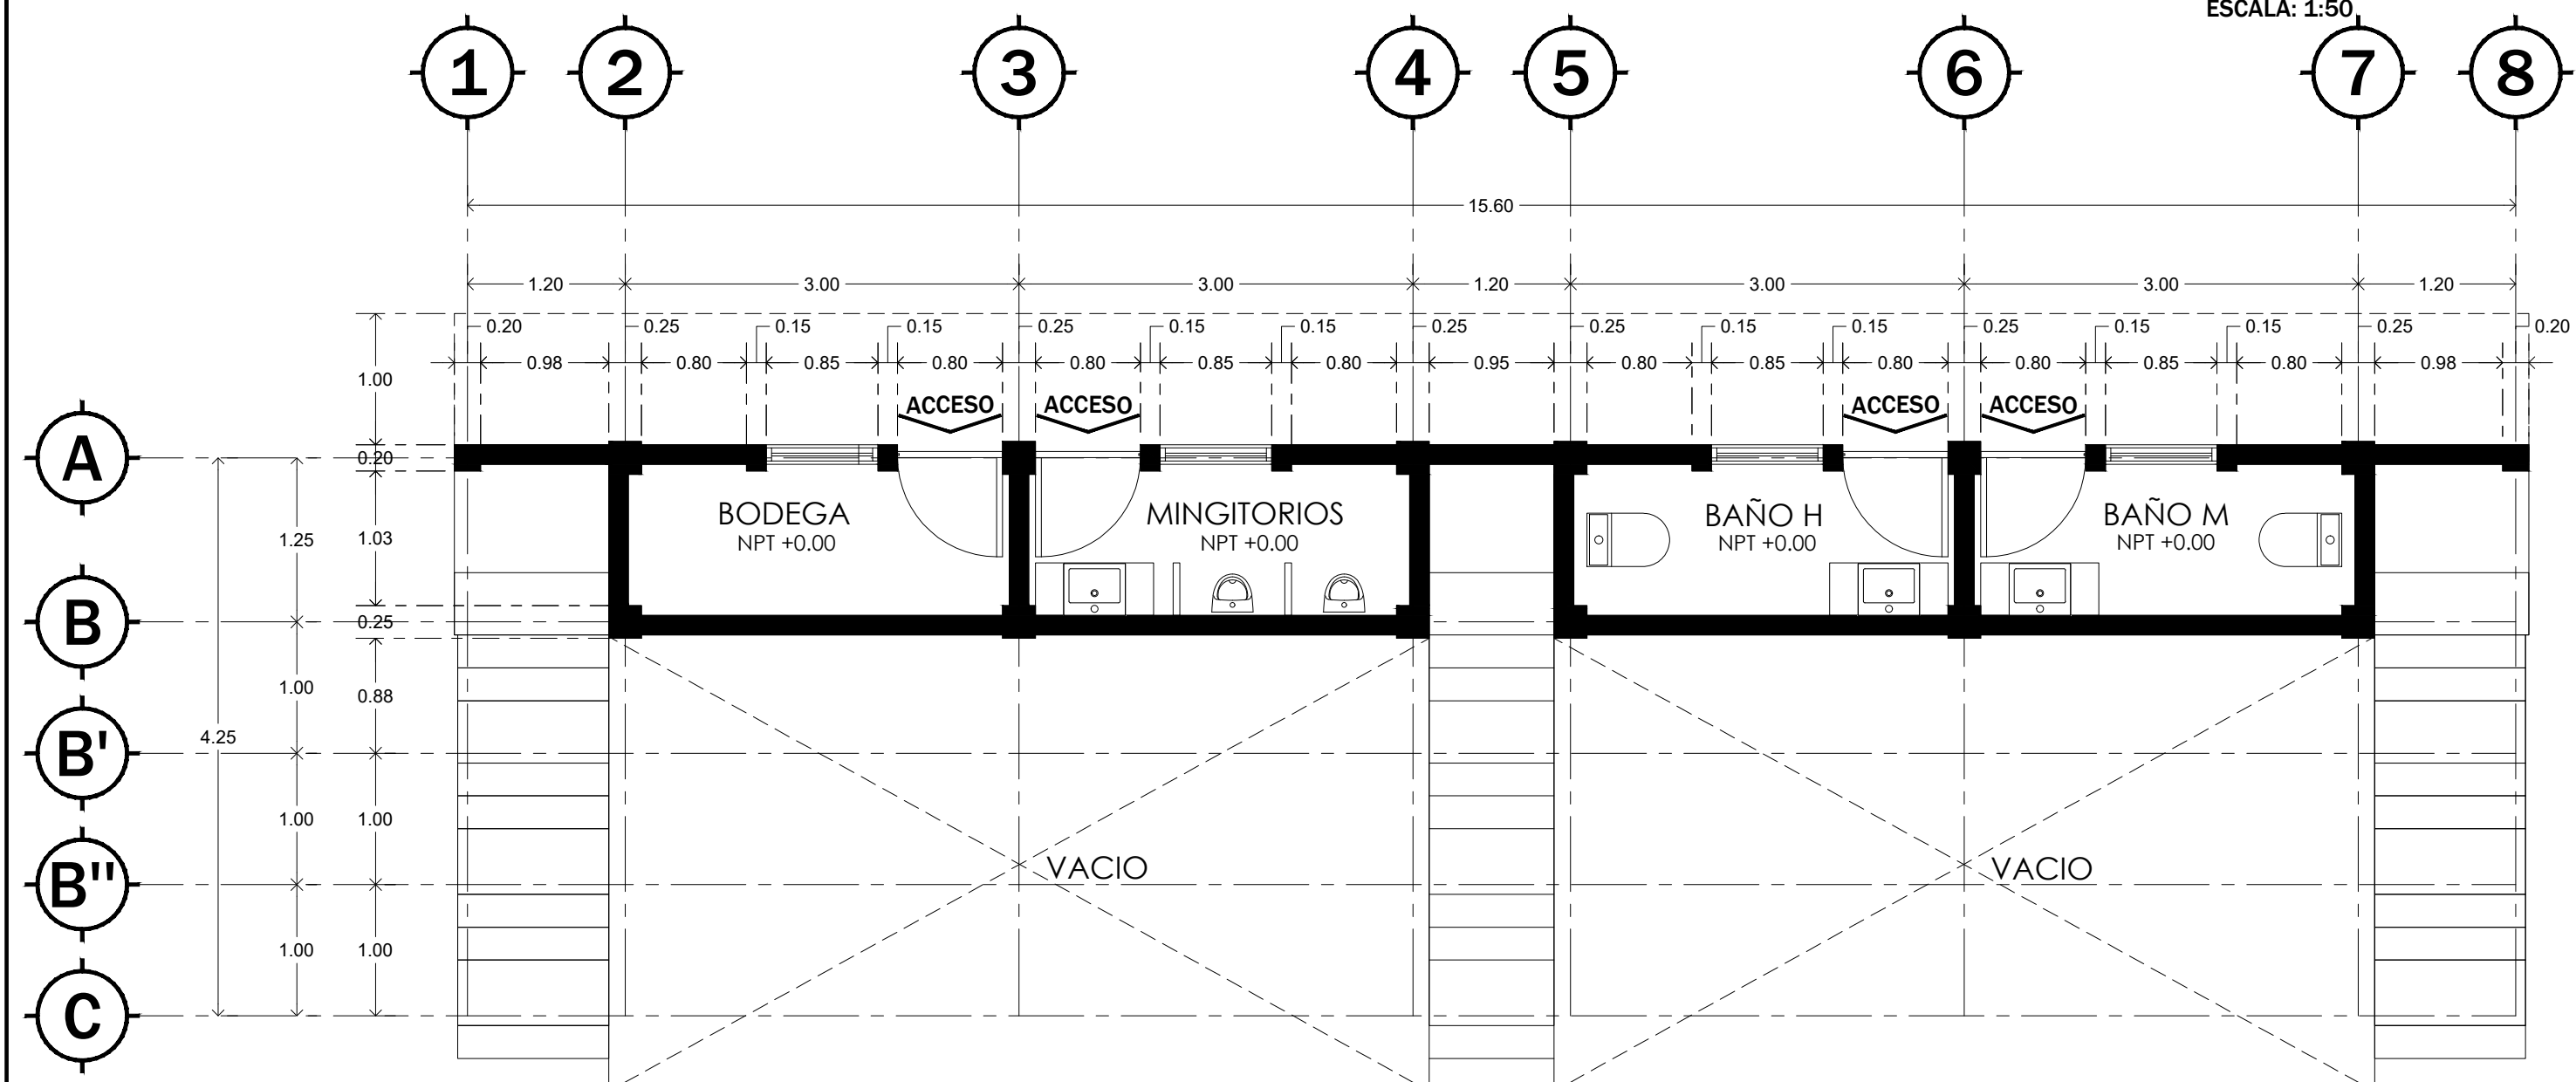 ESCALA: 1:50
1 2 3 4 5 6 7 8
15.60
1.20 3.00 3.00 1.20 3.00 3.00 1.20
0.20 0.25 0.15 0.15 0.25 0.15 0.15 0.25 0.25 0.15 0.15 0.25 0.15 0.15 0.25 0.20
0.98 0.80 0.85 0.80 0.80 0.85 0.80 0.95 0.80 0.85 0.80 0.80 0.85 0.80 0.98
1.00
ACCESO ACCESO ACCESO ACCESO
A
0.20
BODEGA MINGITORIOS BAÑO H BAÑO M
NPT +0.00 NPT +0.00 NPT +0.00 NPT +0.00
1.25 1.03
B
0.25
1.00 0.88
4.25
B'
1.00 1.00
VACIO VACIO
B"
1.00 1.00
C